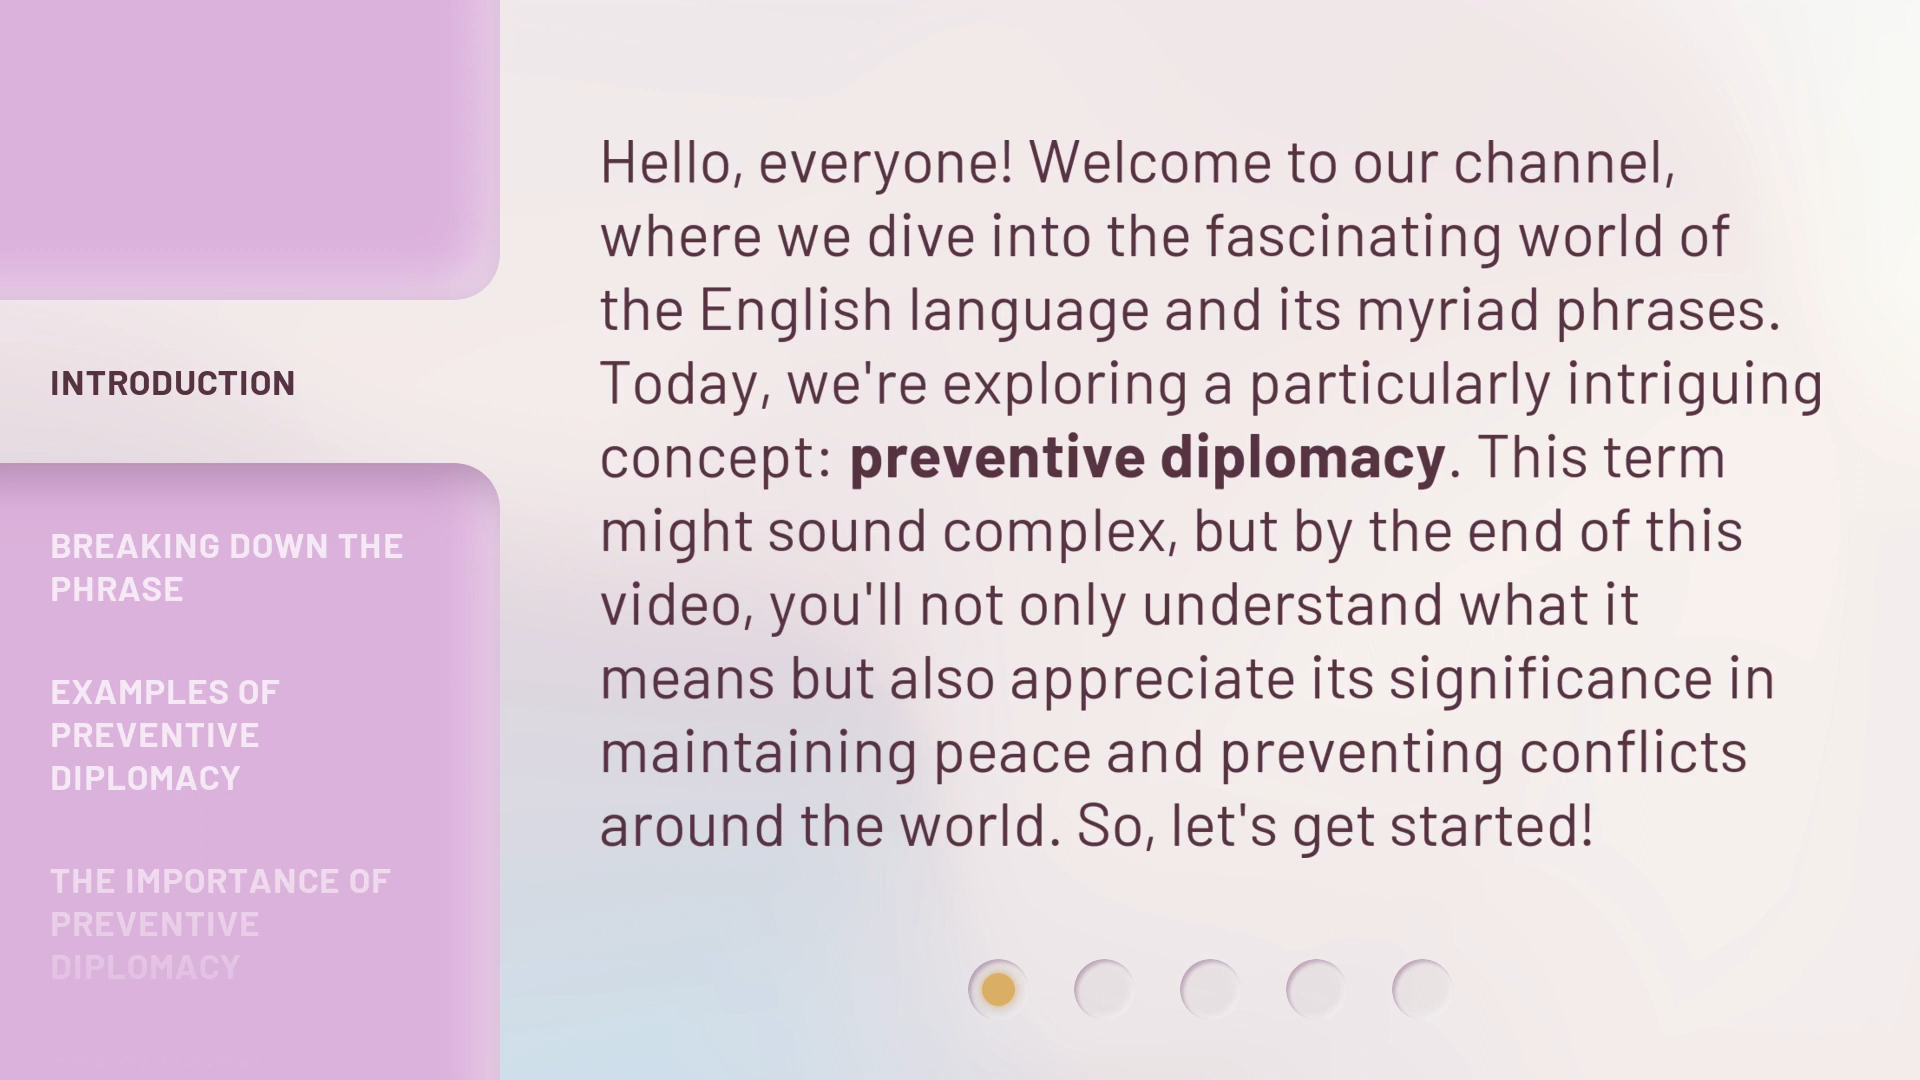 INTRODUCTION
BREAKING DOWN THE
PHRASE
EXAMPLES OF
PREVENTIVE
DIPLOMACY
THE IMPORTANCE OF
PREVENTIVE
DIPLOMACY
Hello, everyone! Welcome to our channel,
where we dive into the fascinating world of
the English language and its myriad phrases.
Today, we're exploring a particularly intriguing
concept: preventive diplomacy. This term
might sound complex, but by the end of this
video, you'll not only understand what it
means but also appreciate its significance in
maintaining peace and preventing conflicts
around the world. So, let's get started!